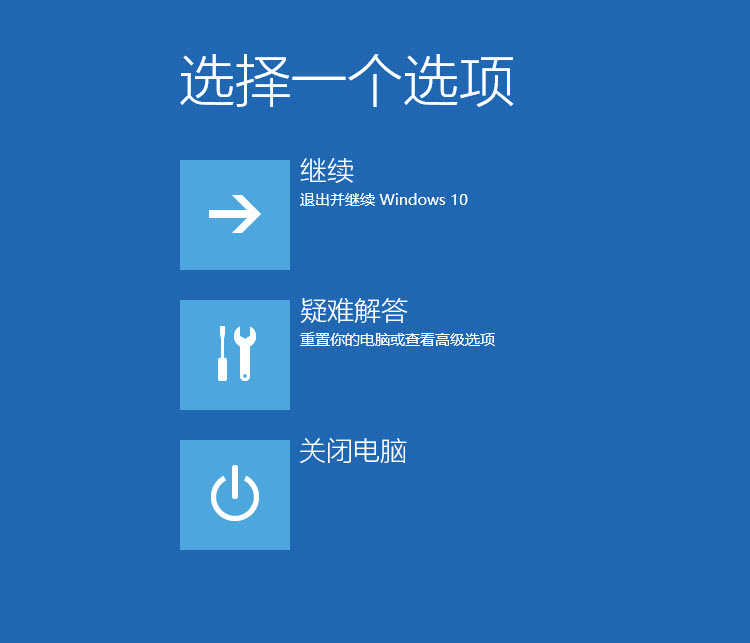 选择一个选项
继续
退出并继续 Windows 10
疑难解答
重置你的电脑或查看高级选项
关闭电脑